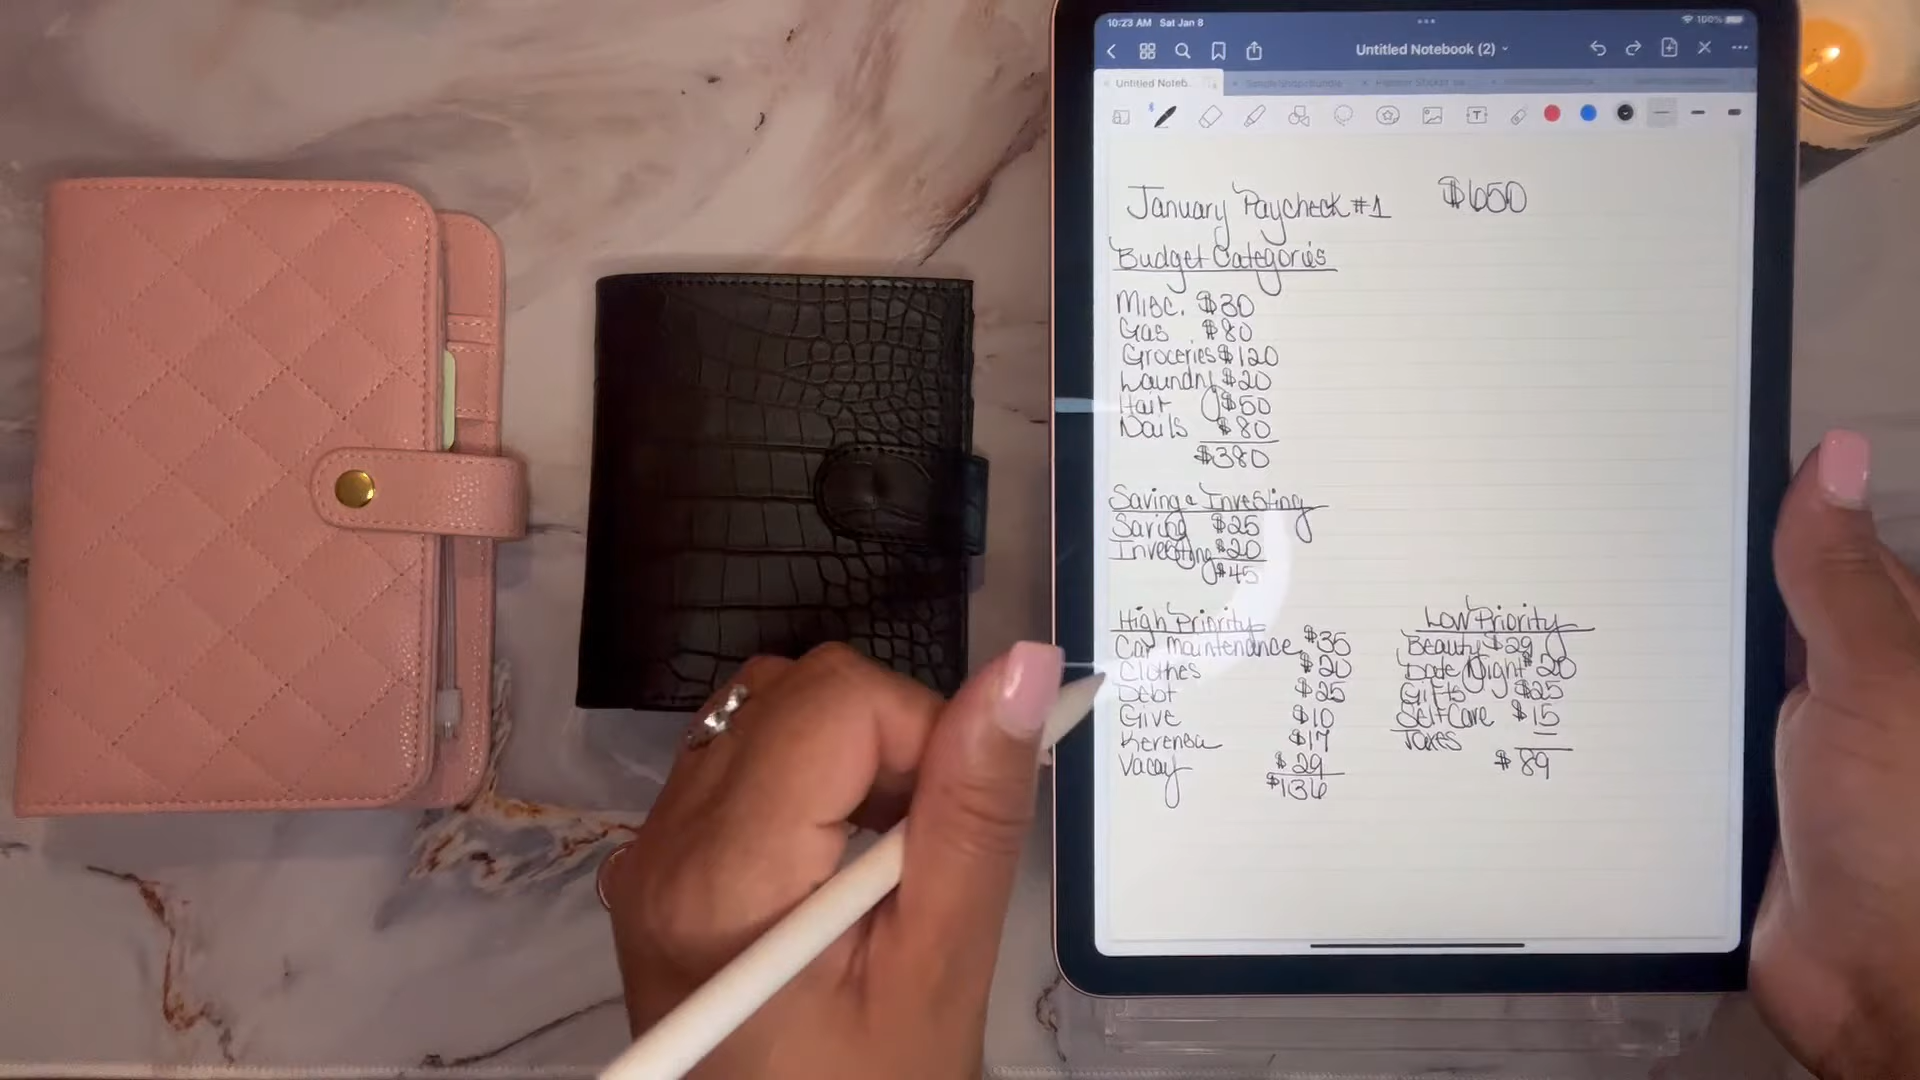 10:23 AM Sat Jan 8
100%
Untitled Notebook (2)
Untitled Noteb
January Paycheck #1 $650
Budget Categories
Misc. $30
Gas $80
Groceries $120
Laundry $20
Hair $50
Nails $80
$380
Saving & Investing
Saving $25
Investing $20
$45
High Priority
Car Maintenance $35
Clothes $20
Debt $25
Give $10
$17
Vacay $29
$136
Low Priority
Beauty $29
Date Night $20
Gifts $25
Self Care $15
Taxes –
$89